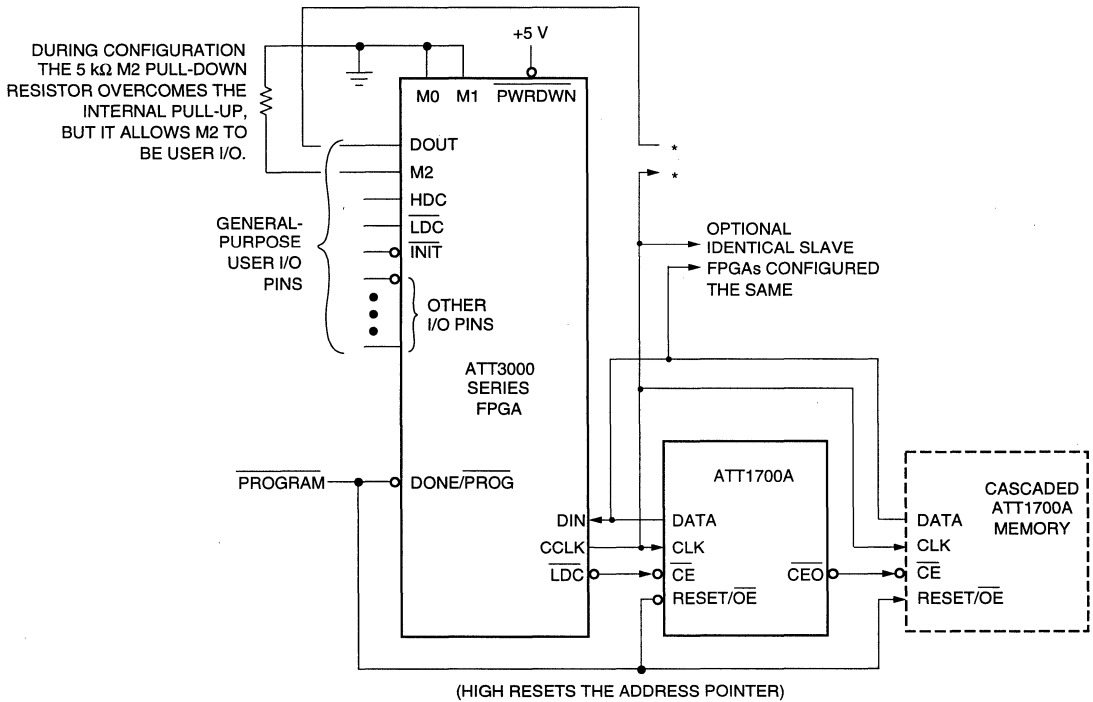 +5 V
DURING CONFIGURATION
THE 5 kΩ M2 PULL-DOWN
RESISTOR OVERCOMES THE
INTERNAL PULL-UP,
BUT IT ALLOWS M2 TO
BE USER I/O.
M0 M1 PWRDWN
DOUT
M2
HDC
LDC
INIT
GENERAL-
PURPOSE
USER I/O
PINS
OTHER
I/O PINS
*
*
OPTIONAL
IDENTICAL SLAVE
FPGAs CONFIGURED
THE SAME
ATT3000
SERIES
FPGA
PROGRAM
DONE/PROG
DIN
CCLK
LDC
ATT1700A
DATA
CLK
CE
RESET/OE
CEO
CASCADED
ATT1700A
MEMORY
DATA
CLK
CE
RESET/OE
(HIGH RESETS THE ADDRESS POINTER)